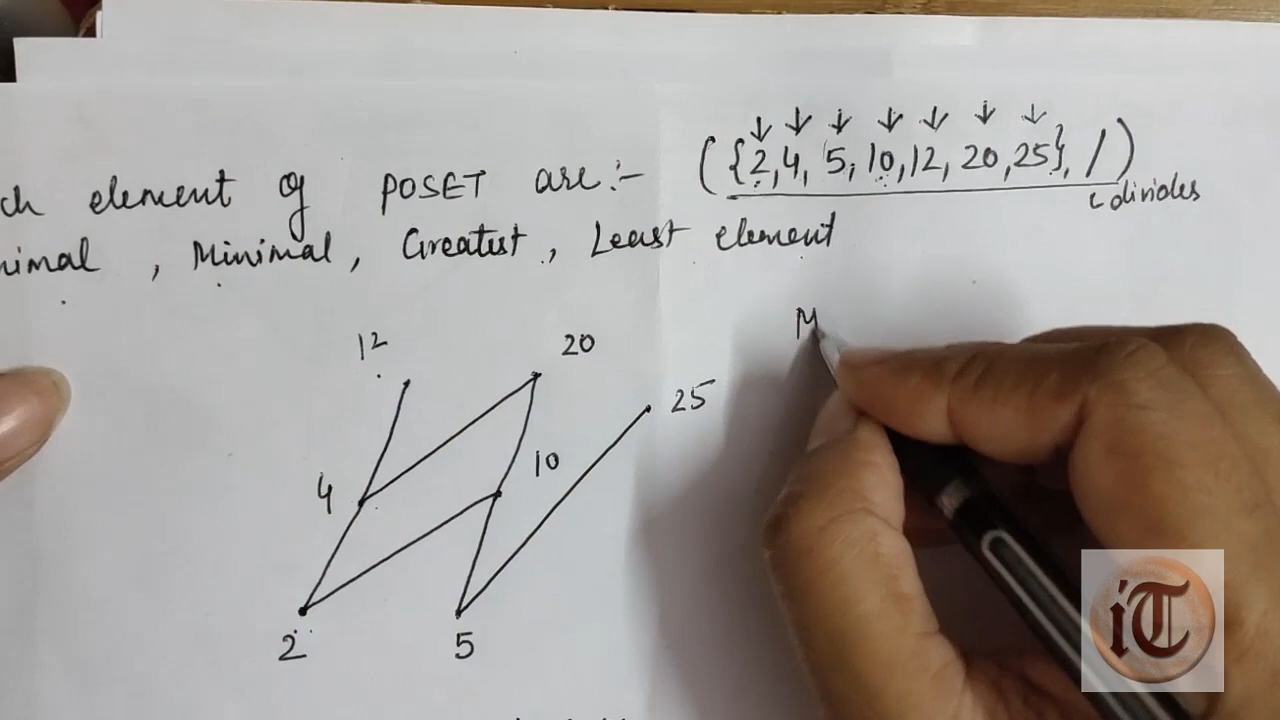 ch element of POSET are:- ({2,4, 5, 10, 12, 20, 25}, /)
divides
nimal , Minimal, Greatest, Least element
M
12
20
25
10
4
2
5
iT